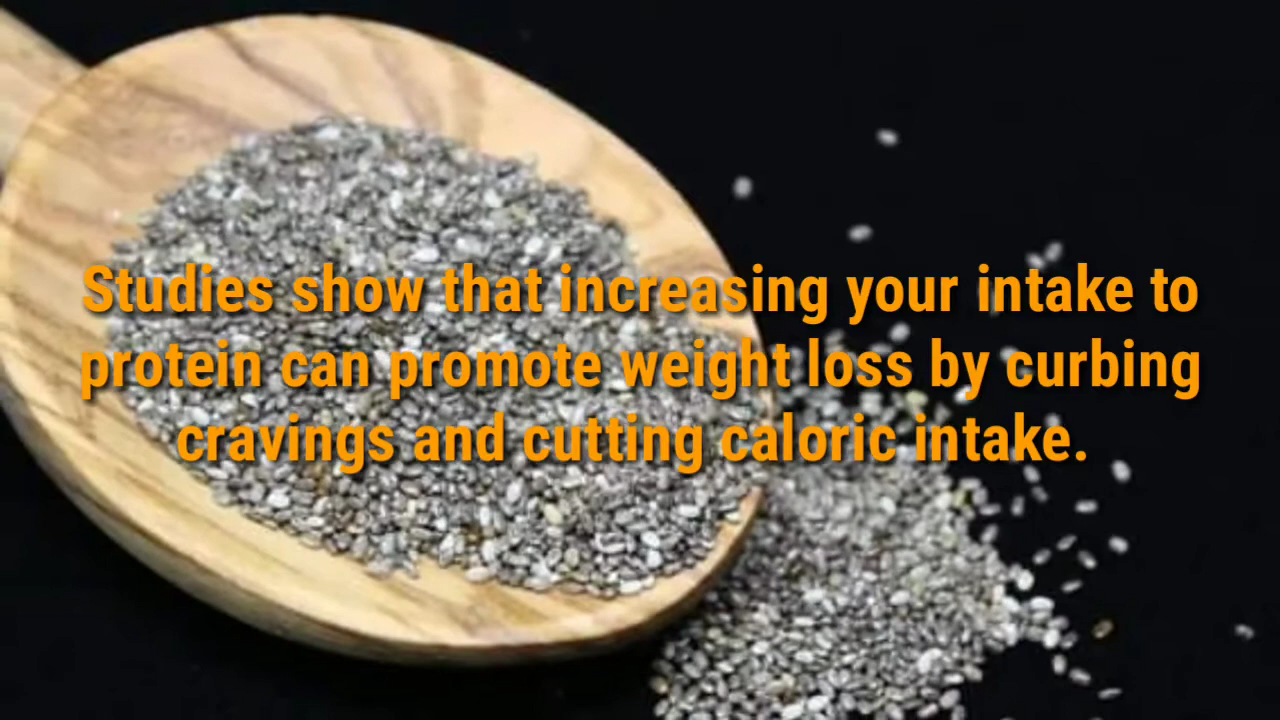 Studies show that increasing your intake to
protein can promote weight loss by curbing
cravings and cutting caloric intake.